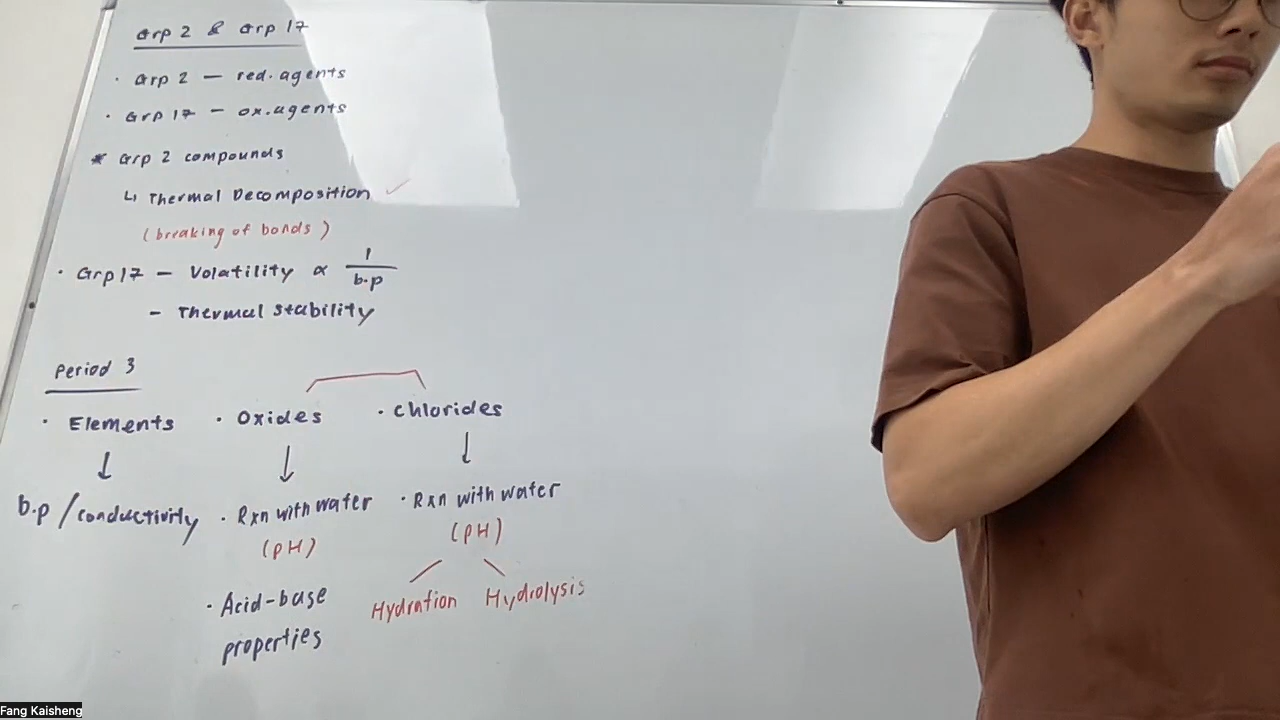 Grp 2 & Grp 17
· Grp 2 — red. agents
· Grp 17 — ox. agents
* Grp 2 compounds
↳ Thermal Decomposition ✓
(breaking of bonds)
· Grp 17 — Volatility ∝ 1/b.p
- Thermal stability
Period 3
· Elements · Oxides · Chlorides
↓ ↓ ↓
b.p / conductivity · Rxn with water · Rxn with water
(pH) (pH)
· Acid-base Hydration Hydrolysis
properties
Fang Kaisheng